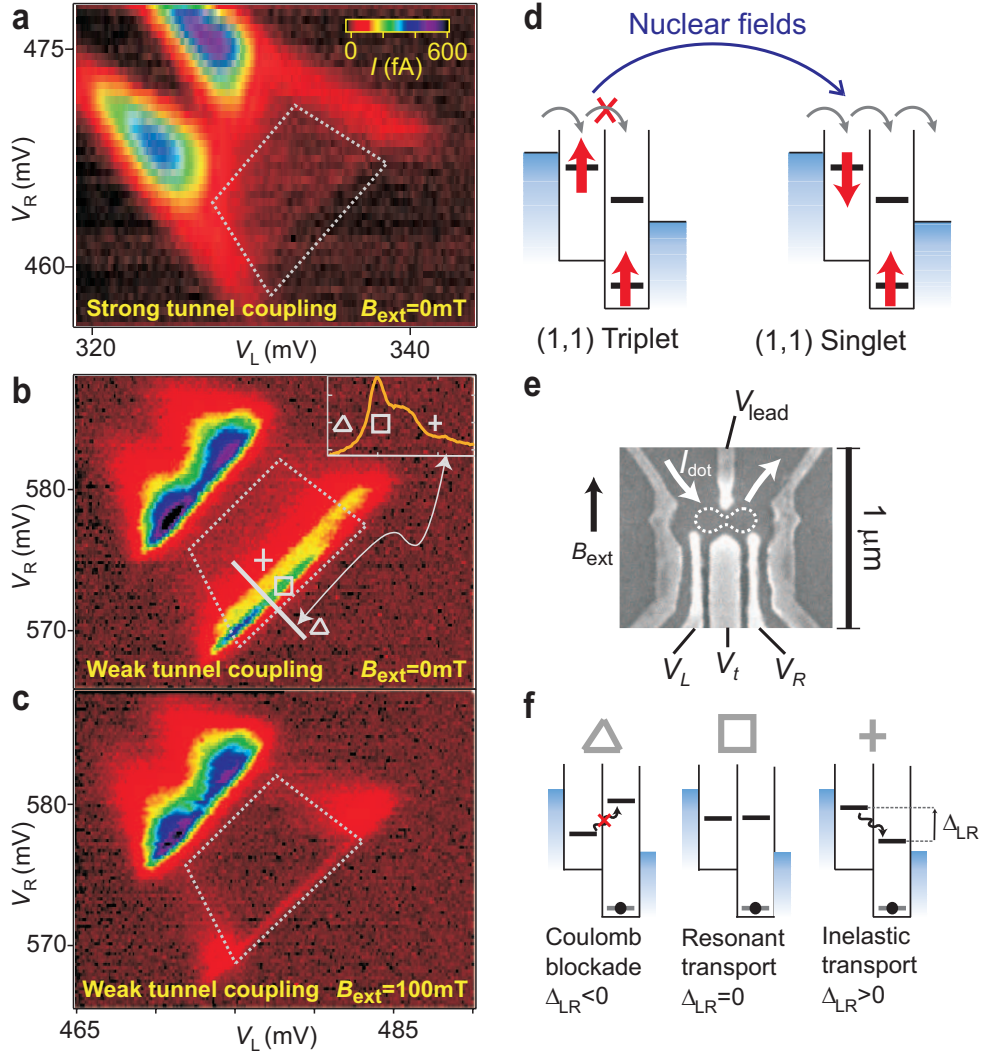 a
475
460
V_R (mV)
0 600
I (fA)
Strong tunnel coupling B_ext=0mT
320 340
V_L (mV)
b
580
570
V_R (mV)
Weak tunnel coupling B_ext=0mT
c
580
570
V_R (mV)
Weak tunnel coupling B_ext=100mT
465 485
V_L (mV)
d
Nuclear fields
(1,1) Triplet (1,1) Singlet
e
V_lead
I_dot
B_ext
1 μm
V_L V_t V_R
f
Δ_LR
Coulomb
blockade
Δ_LR<0
Resonant
transport
Δ_LR=0
Inelastic
transport
Δ_LR>0